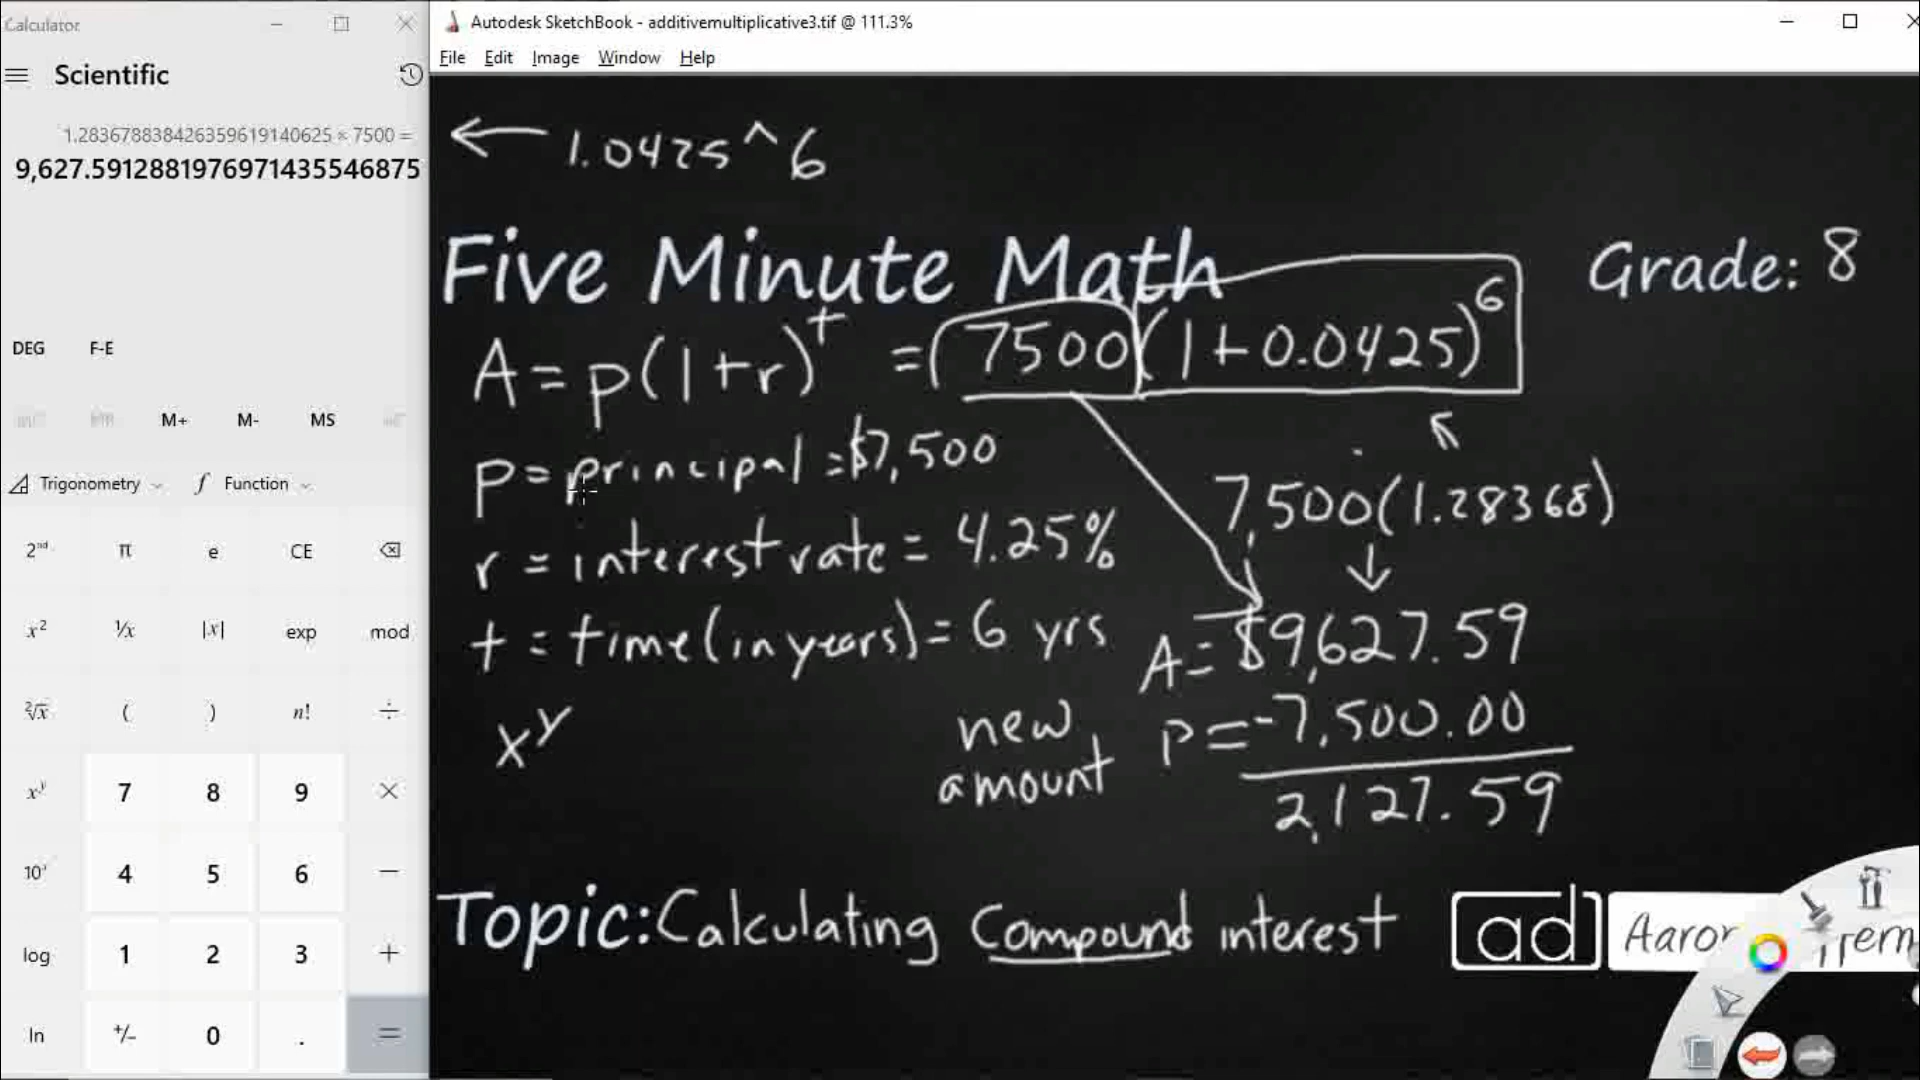 Calculator
Scientific
1.283678838426359619140625 × 7500 =
9,627.5912881976971435546875
DEG F-E
M+ M- MS
Trigonometry f Function
2nd π e CE
x² ¹/x |x| exp mod
²√x ( ) n! ÷
xʸ 7 8 9 ×
4 5 6 −
log 1 2 3 +
ln +/− 0 . =
Autodesk SketchBook - additivemultiplicative3.tif @ 111.3%
File Edit Image Window Help
← 1.0425^6
Five Minute Math
Grade: 8
A = p(1+r)^t = (7500)(1+0.0425)^6
P = principal = $7,500
7,500(1.28368)
r = interest rate = 4.25%
t = time (in years) = 6 yrs
A = $9,627.59
x^y
new amount
P = -7,500.00
2,127.59
Topic: Calculating Compound interest
ad